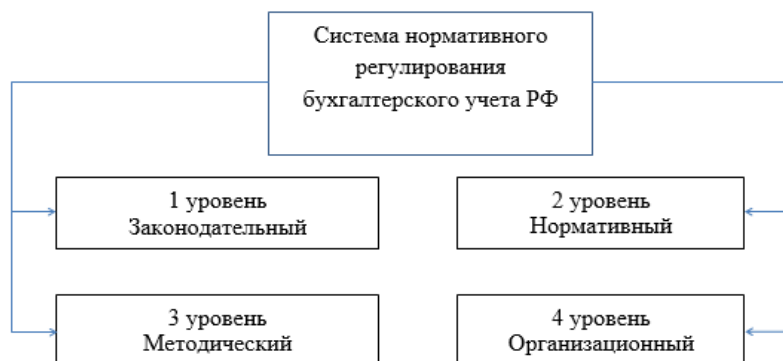 Система нормативного
регулирования
бухгалтерского учета РФ
1 уровень
Законодательный
2 уровень
Нормативный
3 уровень
Методический
4 уровень
Организационный